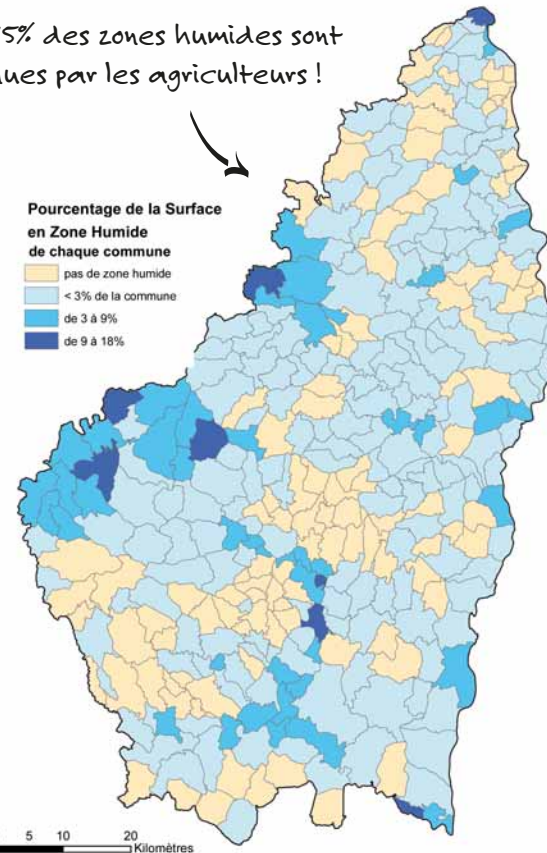 5% des zones humides sont
ues par les agriculteurs !
Pourcentage de la Surface
en Zone Humide
de chaque commune
pas de zone humide
< 3% de la commune
de 3 à 9%
de 9 à 18%
5 10 20
Kilomètres